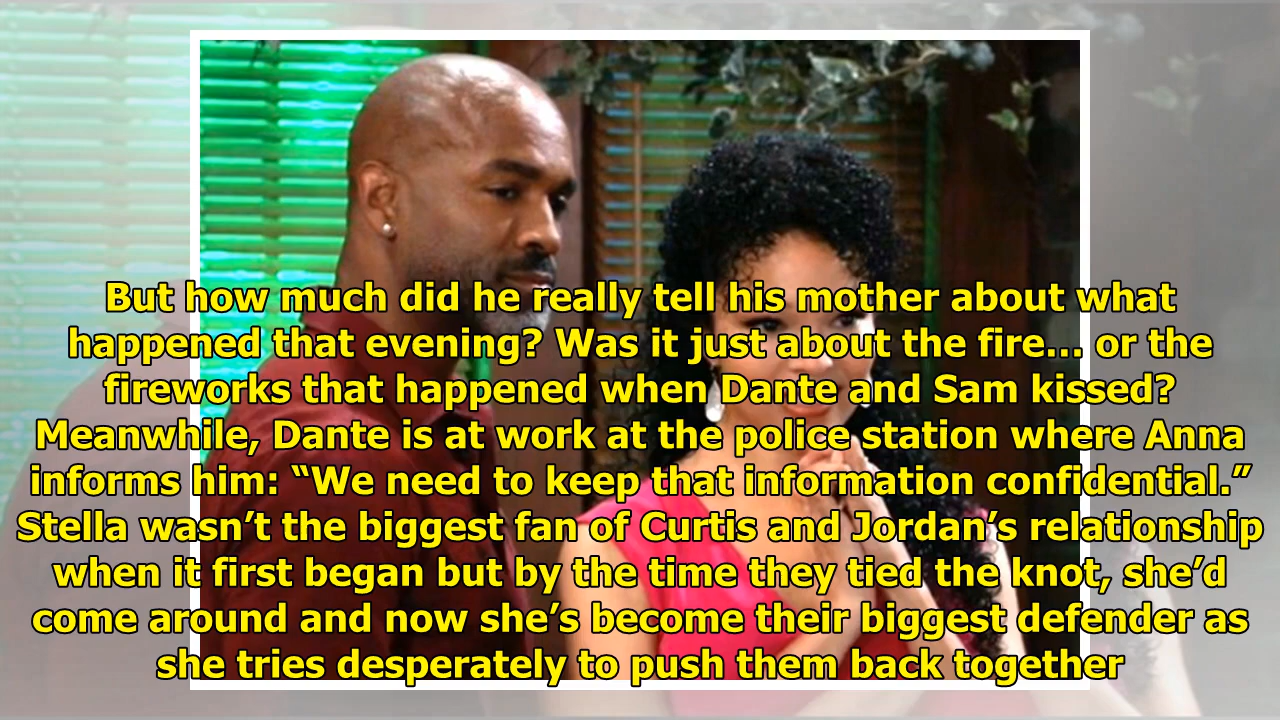 But how much did he really tell his mother about what
happened that evening? Was it just about the fire... or the
fireworks that happened when Dante and Sam kissed?
Meanwhile, Dante is at work at the police station where Anna
informs him: “We need to keep that information confidential.”
Stella wasn’t the biggest fan of Curtis and Jordan’s relationship
when it first began but by the time they tied the knot, she’d
come around and now she’s become their biggest defender as
she tries desperately to push them back together